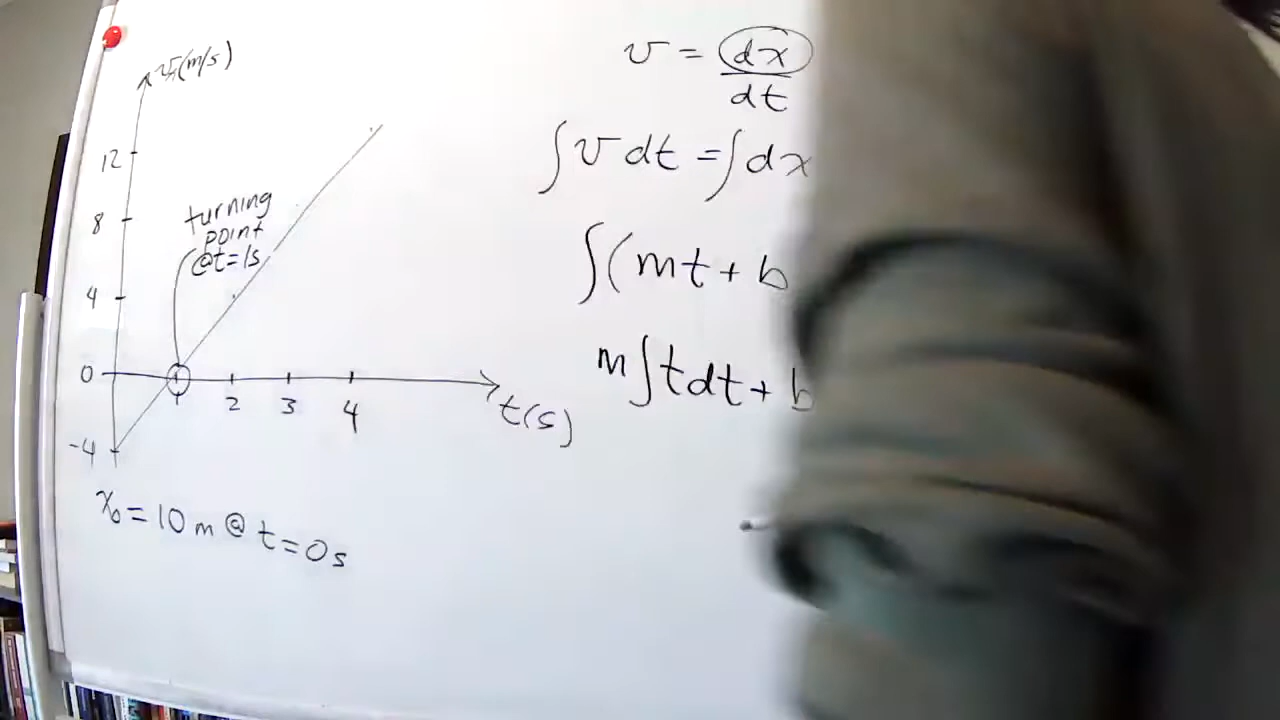 v(m/s)
12
8
4
0
-4
turning
point
@t=1s
1 2 3 4
t(s)
x₀ = 10 m @ t = 0 s
v = dx/dt
∫v dt = ∫dx
∫(mt + b
m∫t dt + b